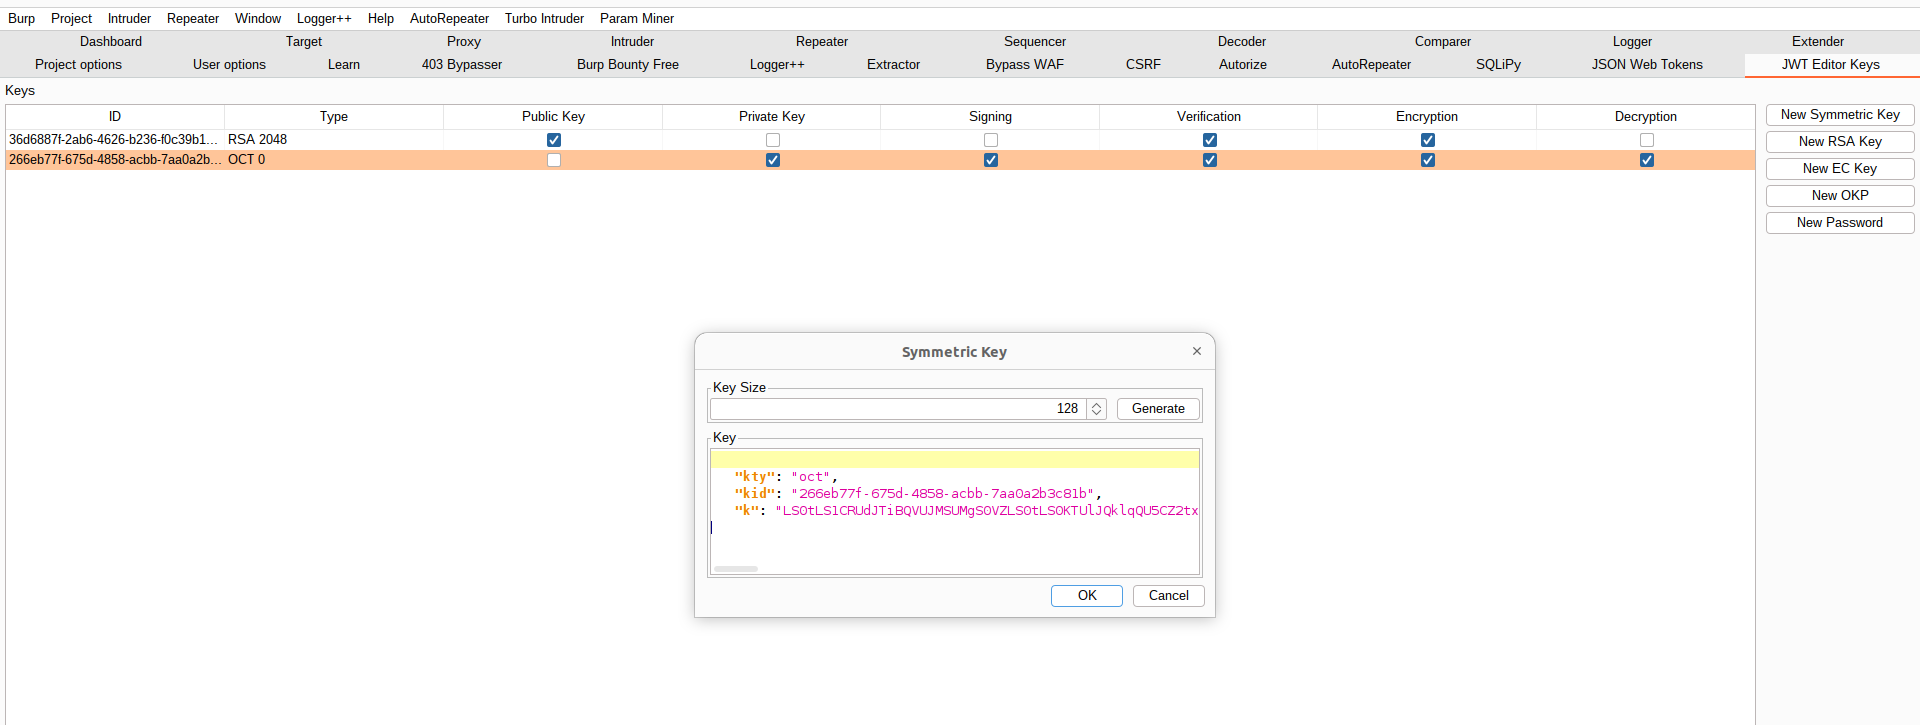 Burp Project Intruder Repeater Window Logger++ Help AutoRepeater Turbo Intruder Param Miner
Dashboard Target Proxy Intruder Repeater Sequencer Decoder Comparer Logger Extender
Project options User options Learn 403 Bypasser Burp Bounty Free Logger++ Extractor Bypass WAF CSRF Autorize AutoRepeater SQLiPy JSON Web Tokens JWT Editor Keys
Keys
ID Type Public Key Private Key Signing Verification Encryption Decryption
36d6887f-2ab6-4626-b236-f0c39b1... RSA 2048
266eb77f-675d-4858-acbb-7aa0a2b... OCT 0
New Symmetric Key
New RSA Key
New EC Key
New OKP
New Password
Symmetric Key
Key Size
128 Generate
Key
"kty": "oct",
"kid": "266eb77f-675d-4858-acbb-7aa0a2b3c81b",
"k": "LS0tLS1CRUdJTiBQVUJMSUMgS0VZLS0tLS0KTUlJQklqQU5CZ2tx
OK Cancel